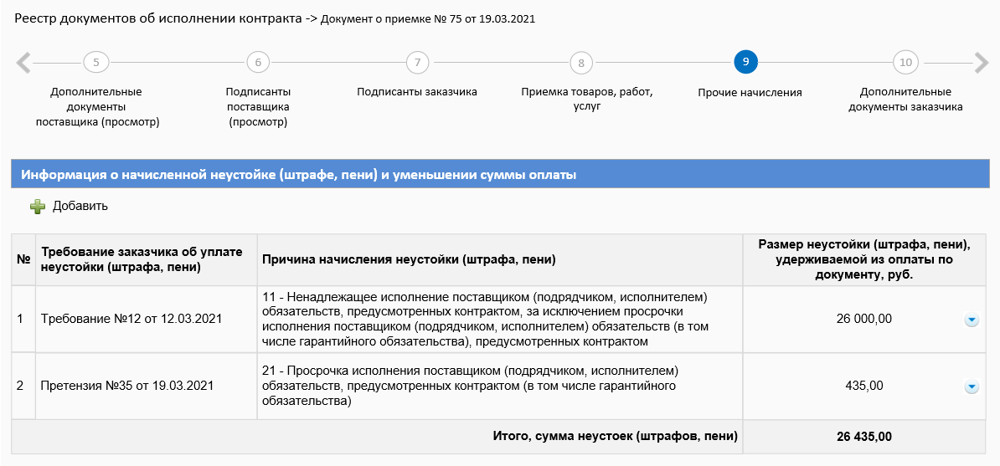 Реестр документов об исполнении контракта -> Документ о приемке № 75 от 19.03.2021
5
6
7
8
9
10
Дополнительные
документы
поставщика (просмотр)
Подписанты
поставщика
(просмотр)
Подписанты заказчика
Приемка товаров, работ,
услуг
Прочие начисления
Дополнительные
документы заказчика
Информация о начисленной неустойке (штрафе, пени) и уменьшении суммы оплаты
Добавить
№
Требование заказчика об уплате
неустойки (штрафа, пени)
Причина начисления неустойки (штрафа, пени)
Размер неустойки (штрафа, пени),
удерживаемой из оплаты по
документу, руб.
1
Требование №12 от 12.03.2021
11 - Ненадлежащее исполнение поставщиком (подрядчиком, исполнителем)
обязательств, предусмотренных контрактом, за исключением просрочки
исполнения поставщиком (подрядчиком, исполнителем) обязательств (в том
числе гарантийного обязательства), предусмотренных контрактом
26 000,00
2
Претензия №35 от 19.03.2021
21 - Просрочка исполнения поставщиком (подрядчиком, исполнителем)
обязательств, предусмотренных контрактом (в том числе гарантийного
обязательства)
435,00
Итого, сумма неустоек (штрафов, пени)
26 435,00